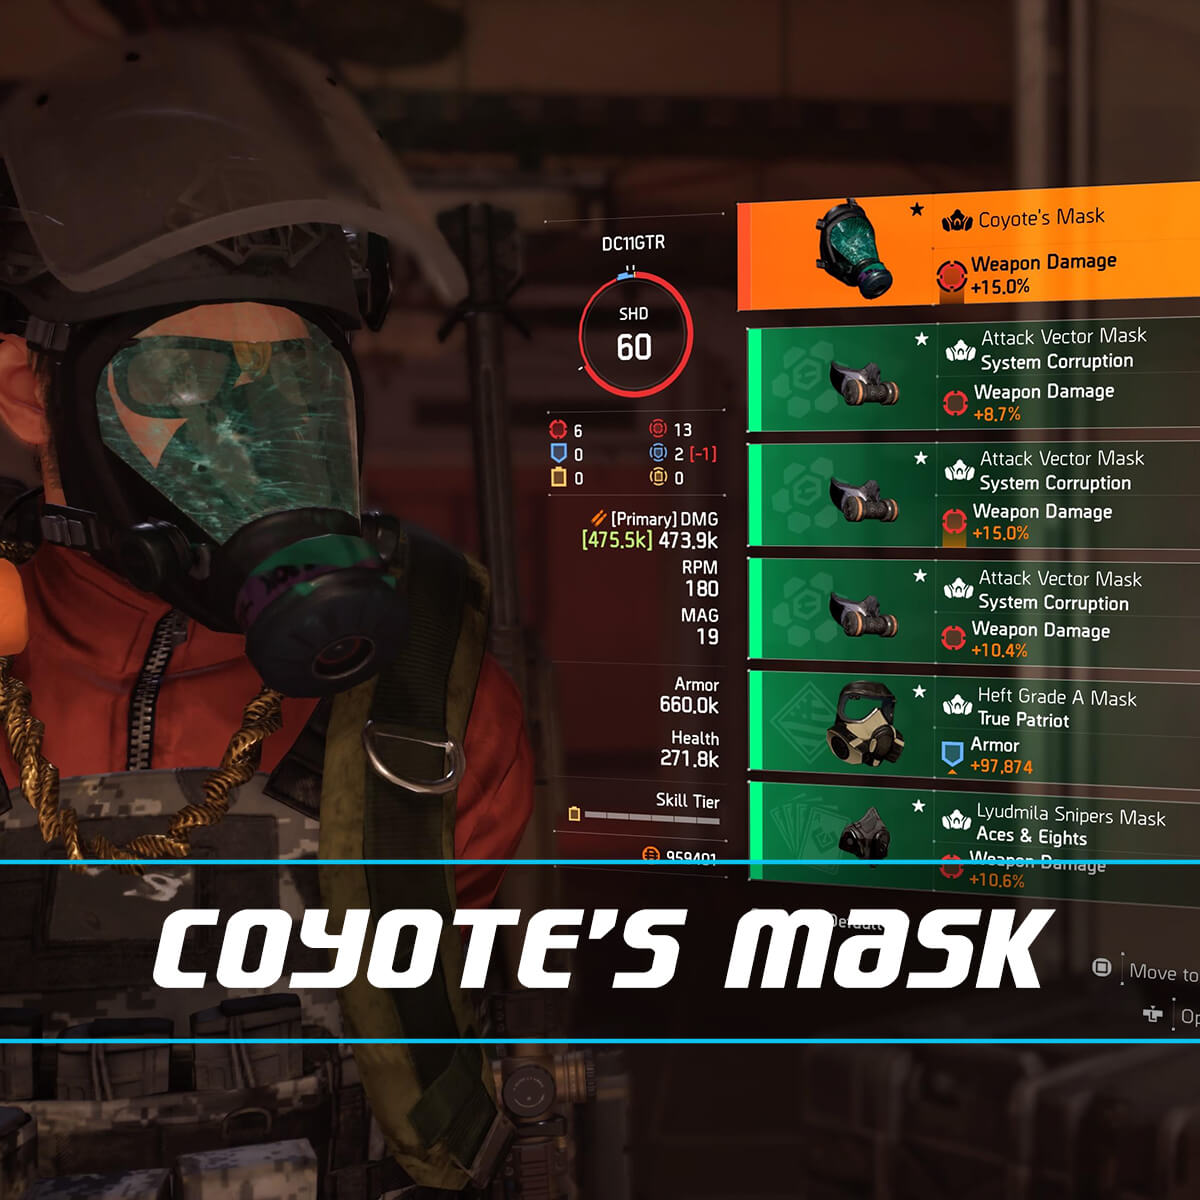 DC11GTR
SHD
60
6
13
0
2 [-1]
0
0
[Primary] DMG
[475.5k] 473.9k
RPM
180
MAG
19
Armor
660.0k
Health
271.8k
Skill Tier
959401
Coyote's Mask
Weapon Damage
+15.0%
Attack Vector Mask
System Corruption
Weapon Damage
+8.7%
Attack Vector Mask
System Corruption
Weapon Damage
+15.0%
Attack Vector Mask
System Corruption
Weapon Damage
+10.4%
Heft Grade A Mask
True Patriot
Armor
+97,874
Lyudmila Snipers Mask
Aces & Eights
Weapon Damage
+10.6%
COYOTE'S MASK
Move to